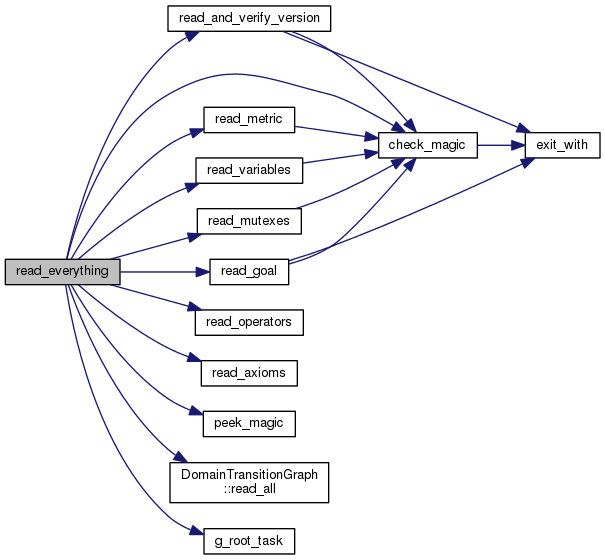 read_and_verify_version
read_metric
check_magic
exit_with
read_variables
read_mutexes
read_everything
read_goal
read_operators
read_axioms
peek_magic
DomainTransitionGraph
::read_all
g_root_task